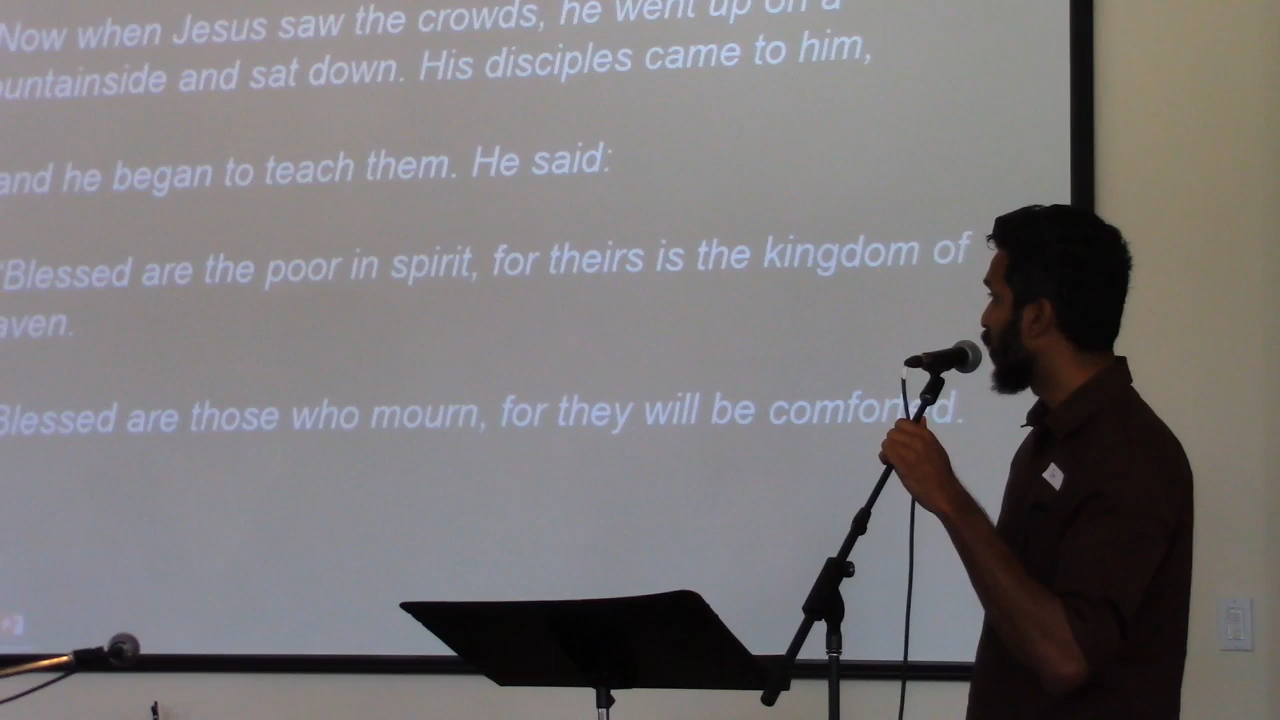 Now when Jesus saw the crowds, he went up on a
ountainside and sat down. His disciples came to him,
and he began to teach them. He said:
"Blessed are the poor in spirit, for theirs is the kingdom of
aven.
Blessed are those who mourn, for they will be comforted.